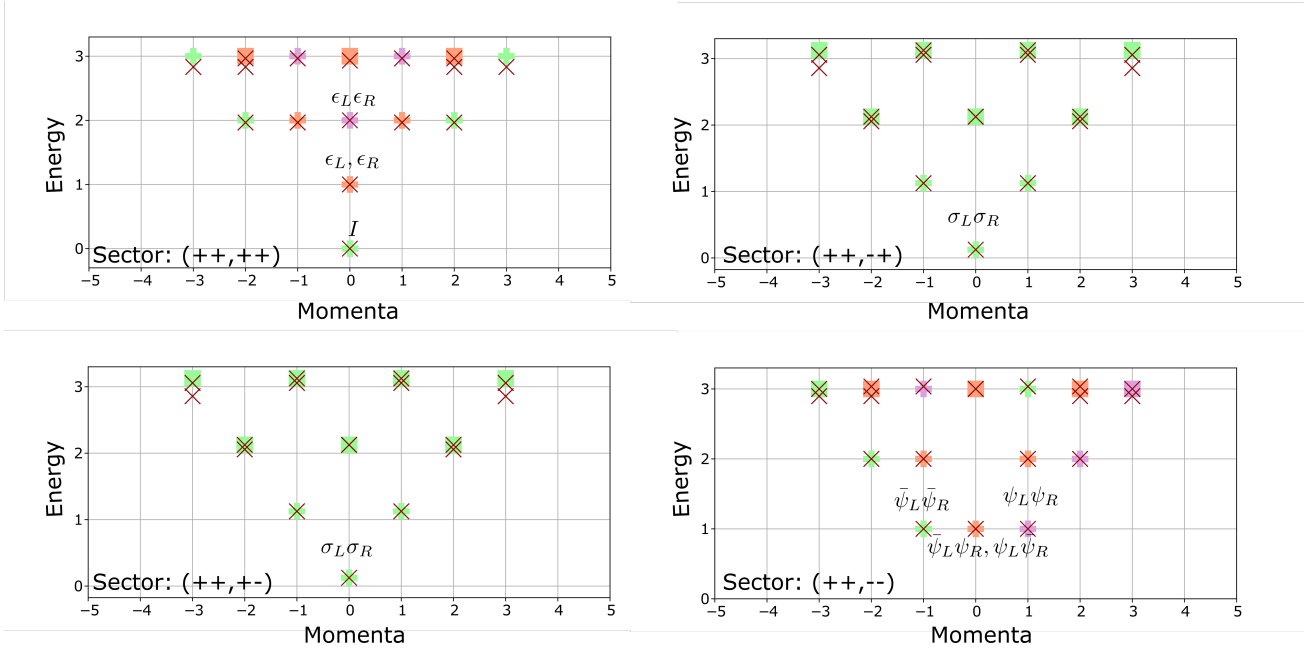 3
2
1
0
Energy
ϵ_Lϵ_R
ϵ_L, ϵ_R
I
Sector: (++,++)
−5 −4 −3 −2 −1 0 1 2 3 4 5
Momenta
3
2
1
0
Energy
σ_Lσ_R
Sector: (++,-+)
−5 −4 −3 −2 −1 0 1 2 3 4 5
Momenta
3
2
1
0
Energy
σ_Lσ_R
Sector: (++,+-)
−5 −4 −3 −2 −1 0 1 2 3 4 5
Momenta
3
2
1
0
Energy
ψ̄_Lψ̄_R
ψ_Lψ_R
ψ̄_Lψ_R, ψ_Lψ̄_R
Sector: (++,--)
−5 −4 −3 −2 −1 0 1 2 3 4 5
Momenta